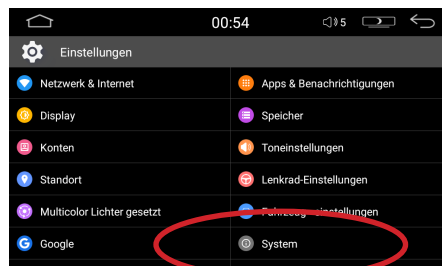 00:54
5
Einstellungen
Netzwerk & Internet
Apps & Benachrichtigungen
Display
Speicher
Konten
Toneinstellungen
Standort
Lenkrad-Einstellungen
Multicolor Lichter gesetzt
Fahrzeugeinstellungen
Google
System